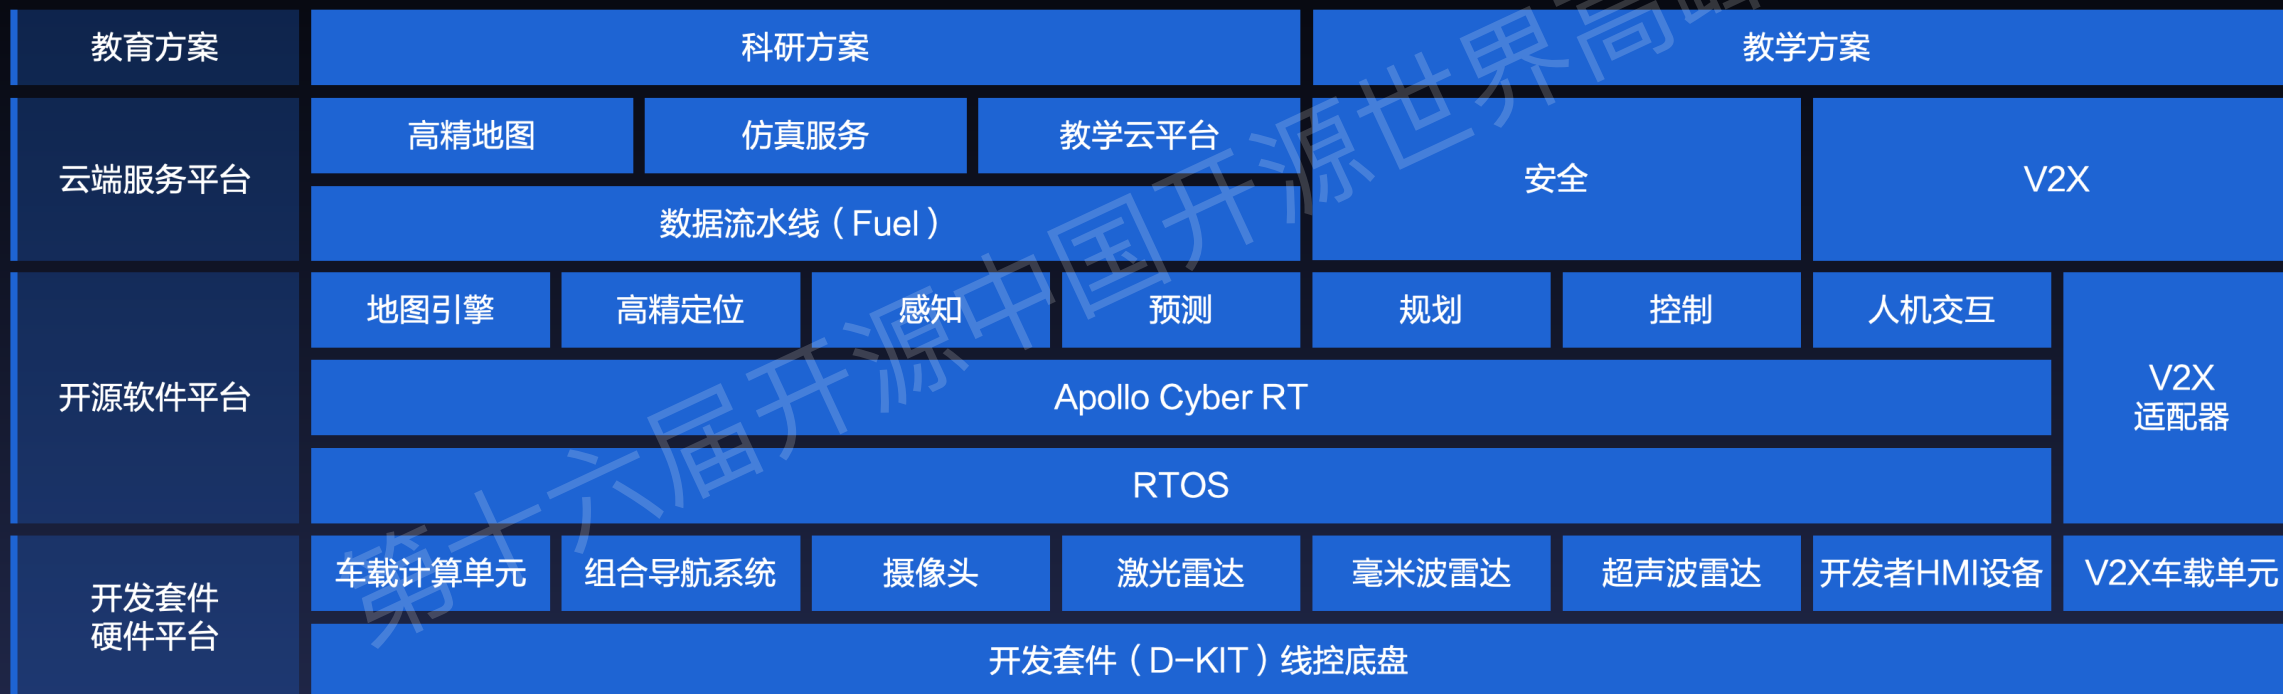 教育方案
科研方案
教学方案
云端服务平台
高精地图
仿真服务
教学云平台
数据流水线（Fuel）
安全
V2X
开源软件平台
地图引擎
高精定位
感知
预测
规划
控制
人机交互
Apollo Cyber RT
RTOS
V2X
适配器
开发套件
硬件平台
车载计算单元
组合导航系统
摄像头
激光雷达
毫米波雷达
超声波雷达
开发者HMI设备
V2X车载单元
开发套件（D-KIT）线控底盘
第十六届开源中国开源世界高